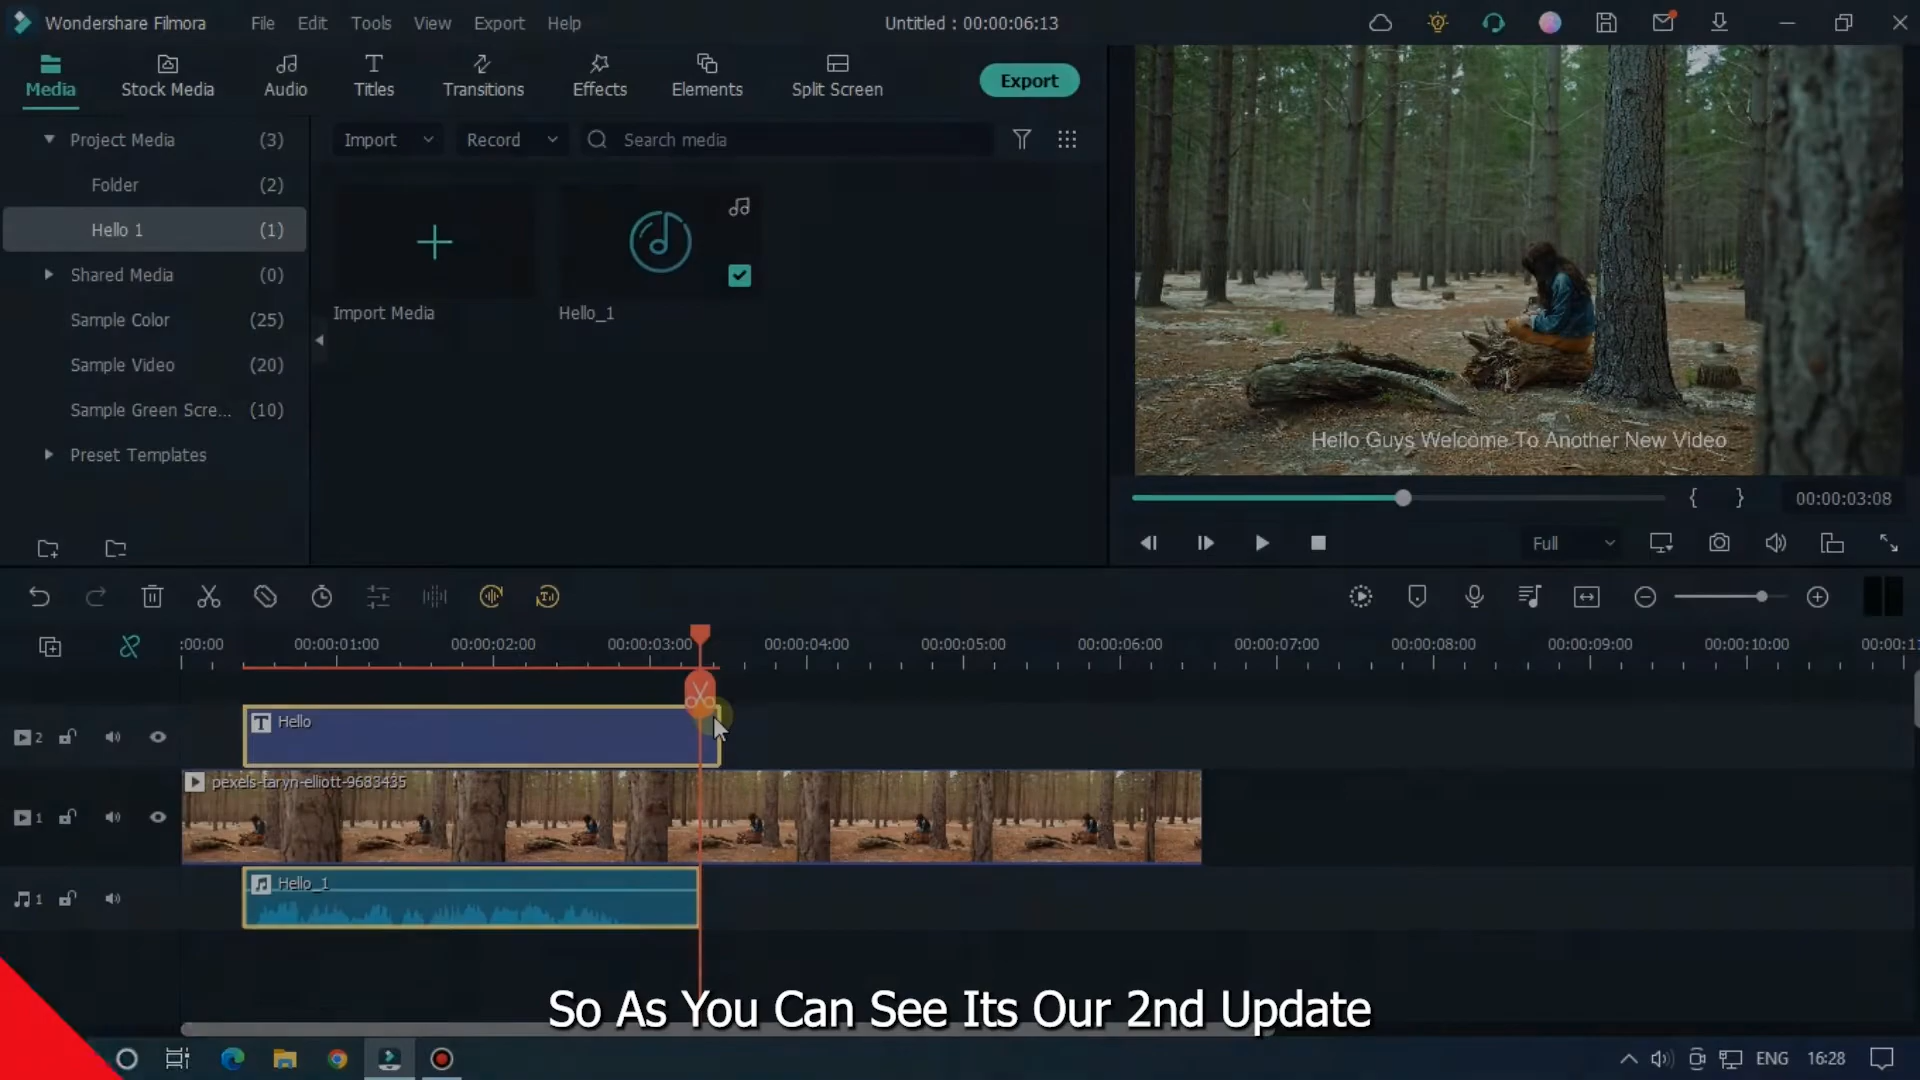 Wondershare Filmora
File
Edit
Tools
View
Export
Help
Untitled : 00:00:06:13
Media
Stock Media
Audio
Titles
Transitions
Effects
Elements
Split Screen
Export
Project Media (3)
Folder (2)
Hello 1 (1)
Shared Media (0)
Sample Color (25)
Sample Video (20)
Sample Green Scre... (10)
Preset Templates
Import
Record
Search media
Import Media
Hello_1
Hello Guys Welcome To Another New Video
00:00:03:08
Full
:00:00
00:00:01:00
00:00:02:00
00:00:03:00
00:00:04:00
00:00:05:00
00:00:06:00
00:00:07:00
00:00:08:00
00:00:09:00
00:00:10:00
00:00:11
2
Hello
pexels-taryn-elliott-9683435
1
Hello_1
1
So As You Can See Its Our 2nd Update
ENG
16:28